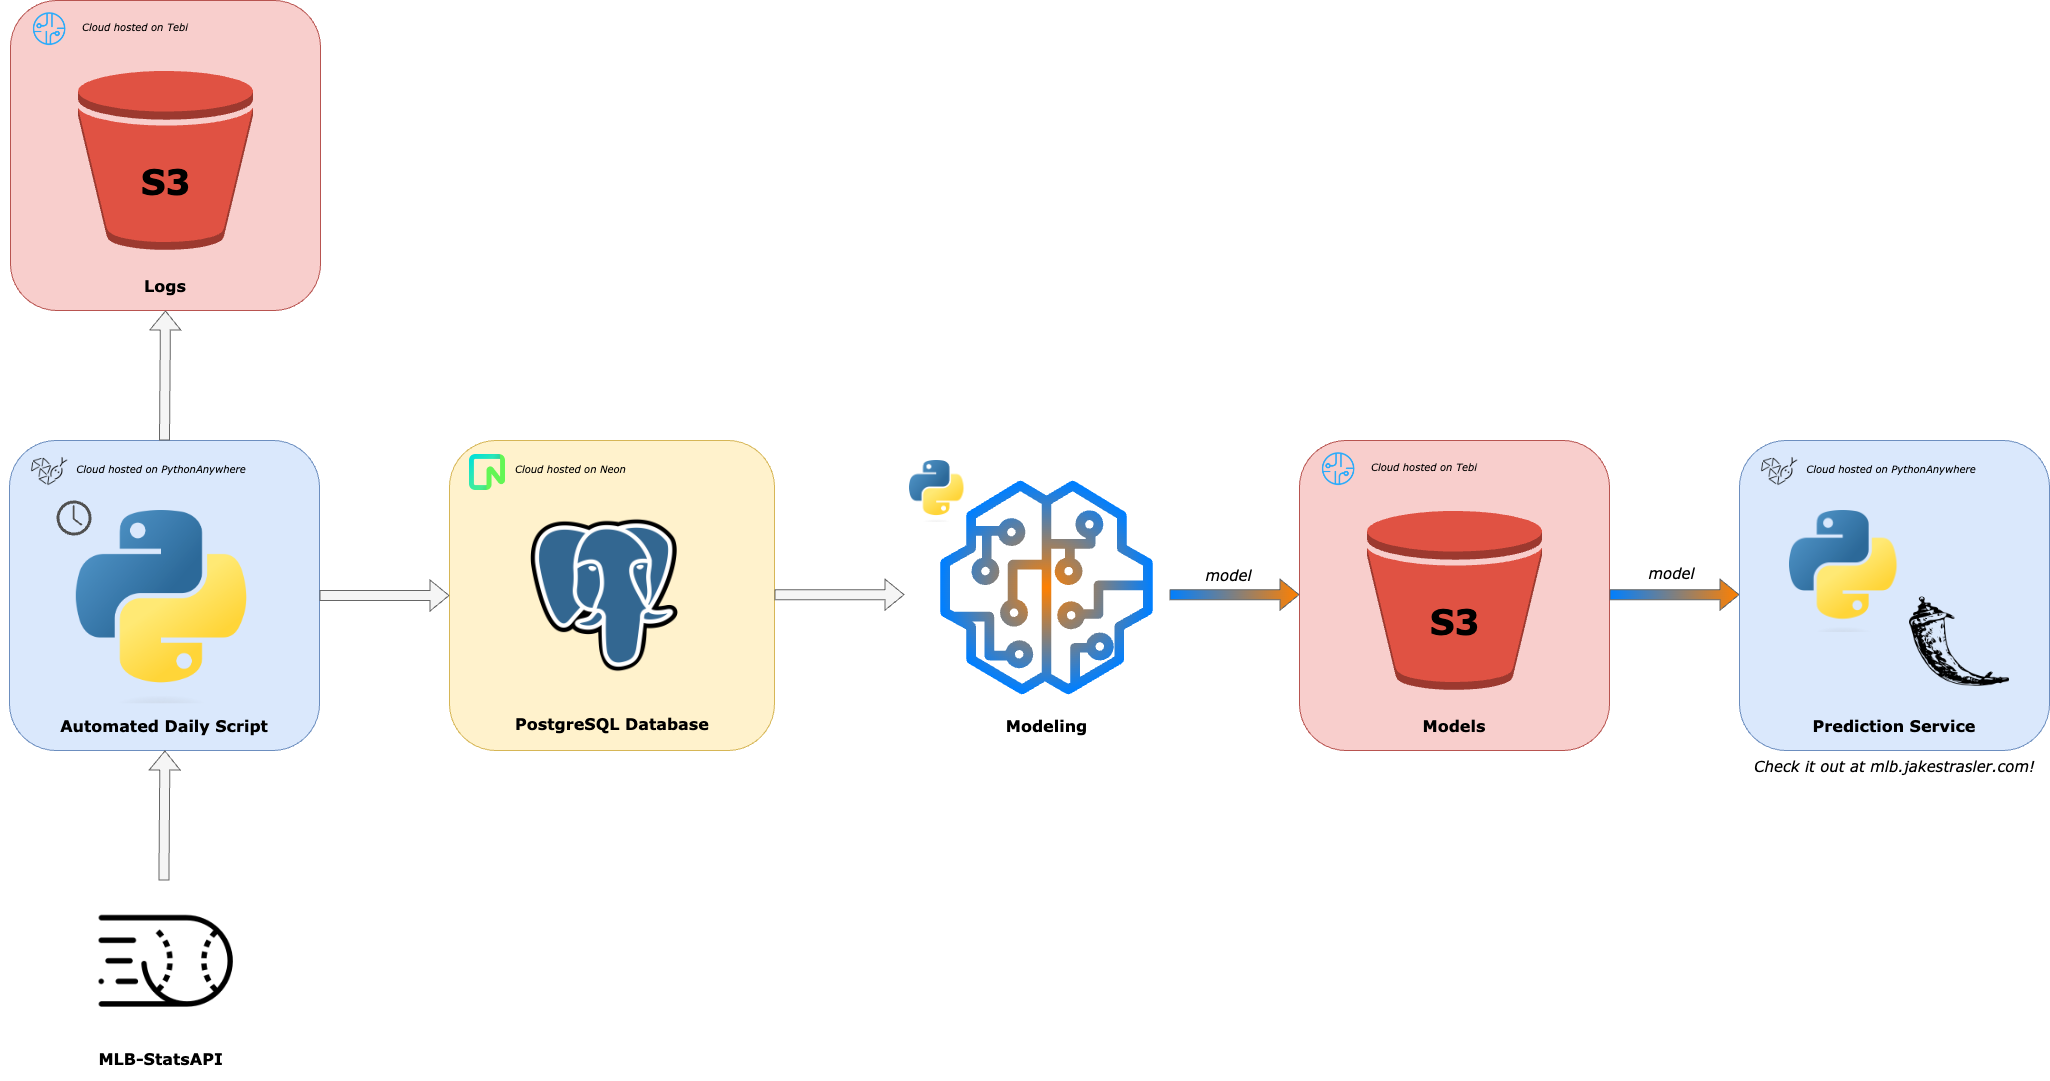 Cloud hosted on Tebi
S3
Logs
Cloud hosted on PythonAnywhere
Automated Daily Script
Cloud hosted on Neon
PostgreSQL Database
Modeling
model
Cloud hosted on Tebi
S3
Models
model
Cloud hosted on PythonAnywhere
Prediction Service
Check it out at mlb.jakestrasler.com!
MLB-StatsAPI